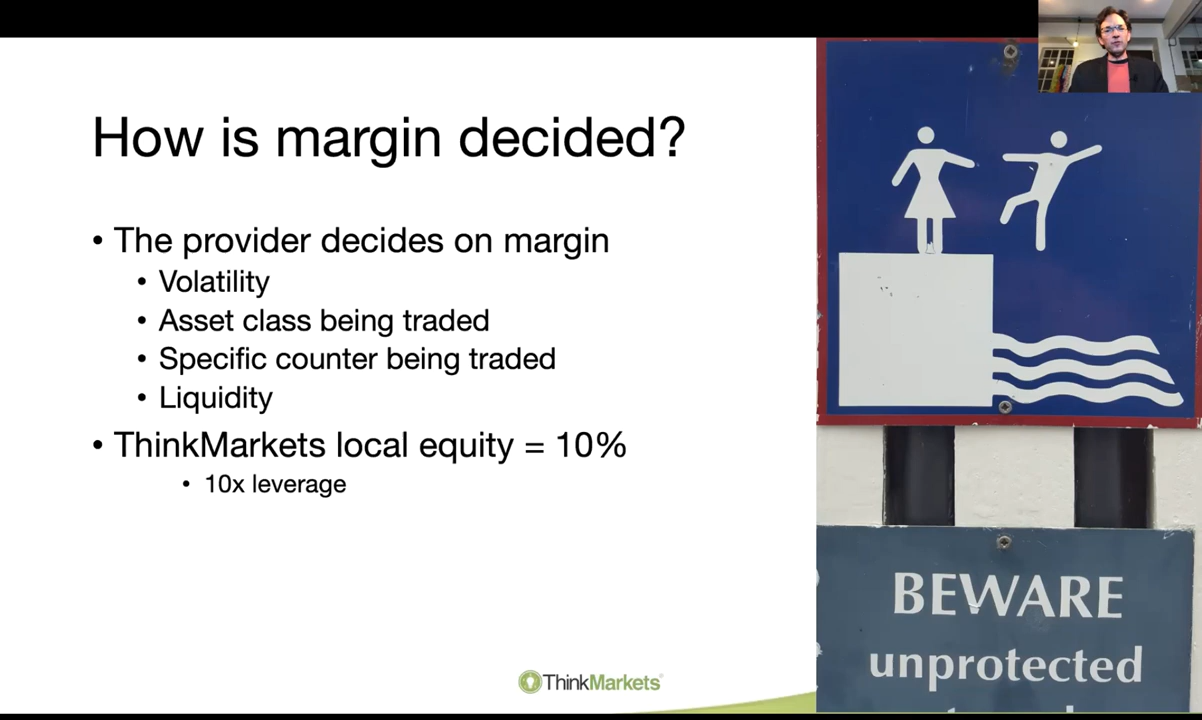 How is margin decided?
• The provider decides on margin
• Volatility
• Asset class being traded
• Specific counter being traded
• Liquidity
• ThinkMarkets local equity = 10%
• 10x leverage
ThinkMarkets
BEWARE
unprotected